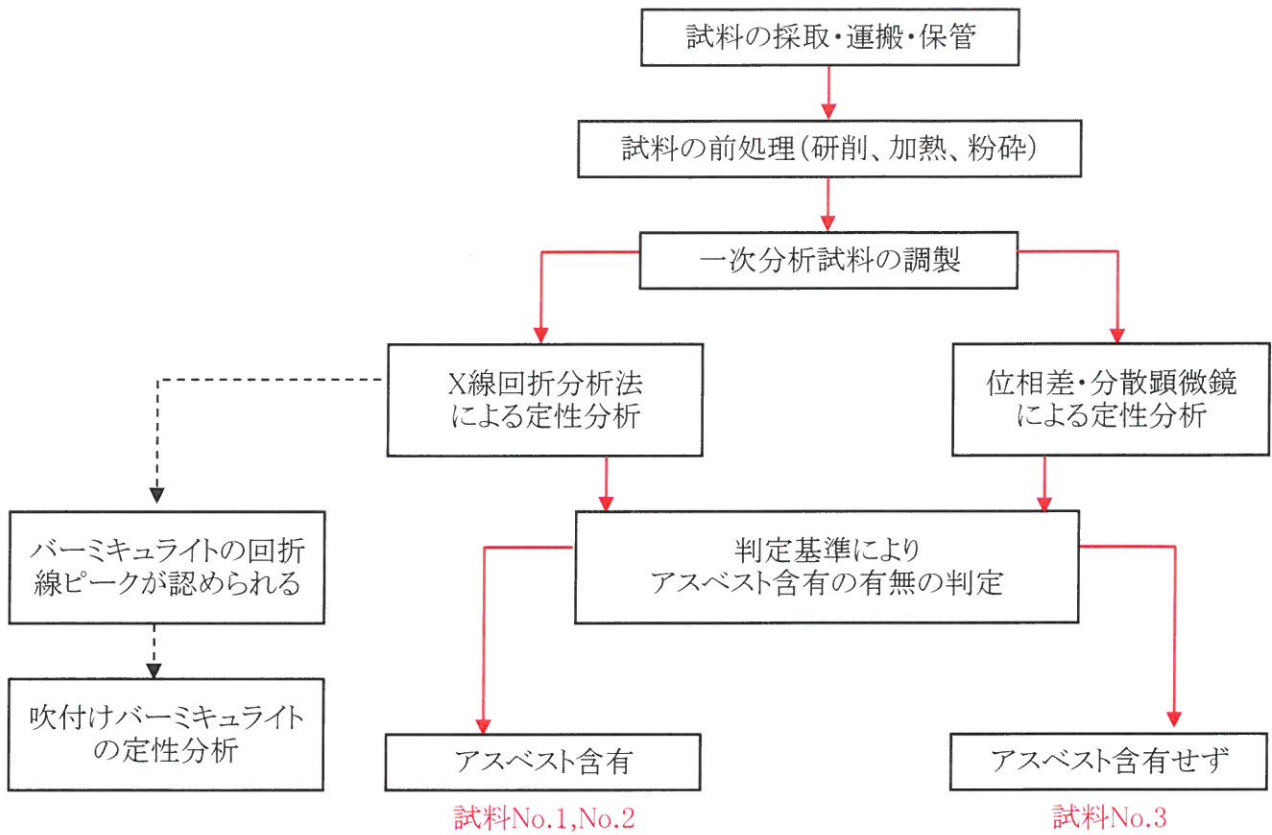 試料の採取・運搬・保管
試料の前処理(研削、加熱、粉砕)
一次分析試料の調製
X線回折分析法
による定性分析
位相差・分散顕微鏡
による定性分析
バーミキュライトの回折
線ピークが認められる
判定基準により
アスベスト含有の有無の判定
吹付けバーミキュライト
の定性分析
アスベスト含有
アスベスト含有せず
試料No.1,No.2
試料No.3